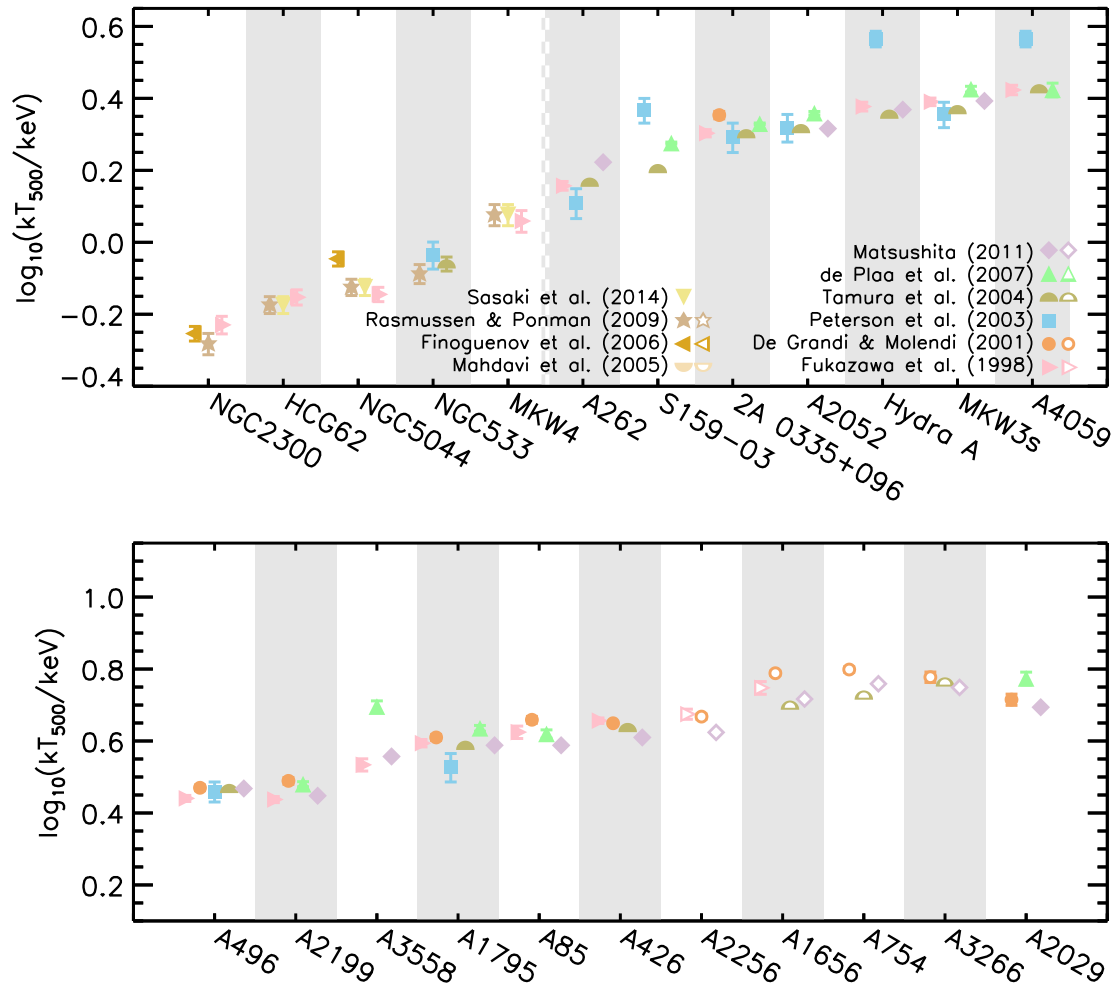 log10(kT500/keV)
0.6
0.4
0.2
0.0
−0.2
−0.4
Matsushita (2011)
de Plaa et al. (2007)
Sasaki et al. (2014)
Tamura et al. (2004)
Rasmussen & Ponman (2009)
Peterson et al. (2003)
Finoguenov et al. (2006)
De Grandi & Molendi (2001)
Mahdavi et al. (2005)
Fukazawa et al (1998)
NGC2300
HCG62
NGC5044
NGC533
MKW4
A262
S159−03
2A 0335+096
A2052
Hydra A
MKW3s
A4059
log10(kT500/keV)
1.0
0.8
0.6
0.4
0.2
A496
A2199
A3558
A1795
A85
A426
A2256
A1656
A754
A3266
A2029